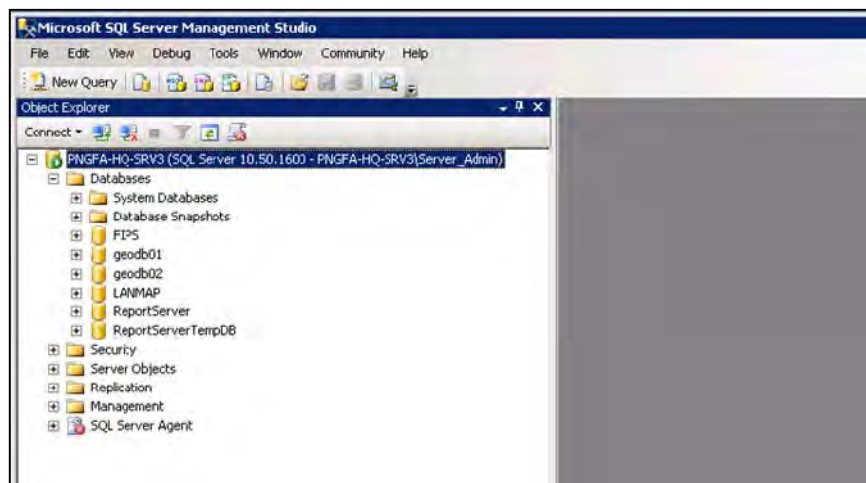 Microsoft SQL Server Management Studio
File Edit View Debug Tools Window Community Help
New Query
Object Explorer
Connect
PNGFA-HQ-SRV3 (SQL Server 10.50.1600 - PNGFA-HQ-SRV3\Server_Admin)
Databases
System Databases
Database Snapshots
FIPS
geodb01
geodb02
LANMAP
ReportServer
ReportServerTempDB
Security
Server Objects
Replication
Management
SQL Server Agent